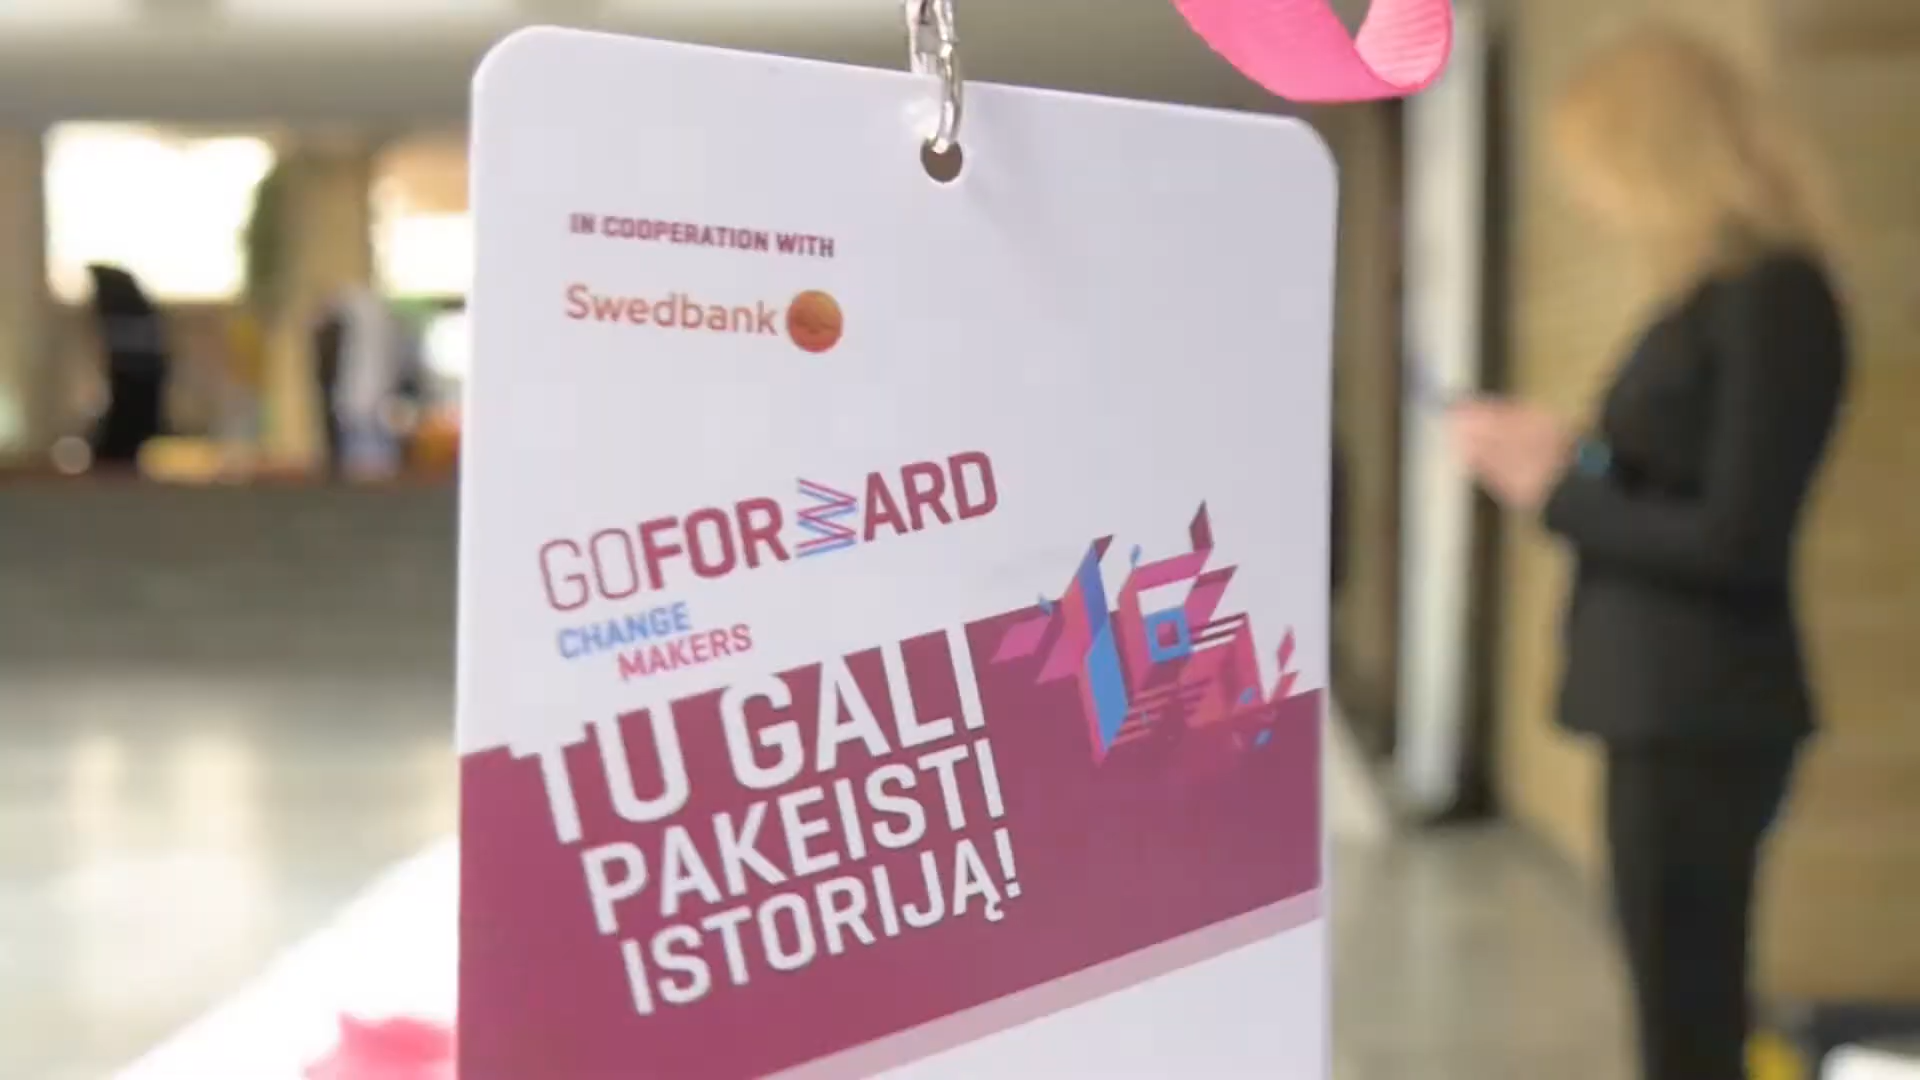 IN COOPERATION WITH
Swedbank
GOFORWARD
CHANGE
MAKERS
TU GALI
PAKEISTI
ISTORIJĄ!